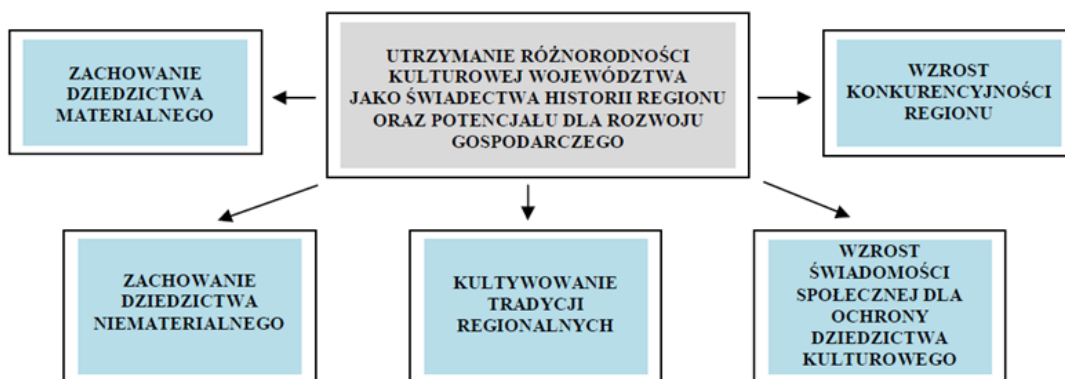 ZACHOWANIE
DZIEDZICTWA
MATERIALNEGO
UTRZYMANIE RÓŻNORODNOŚCI
KULTUROWEJ WOJEWÓDZTWA
JAKO ŚWIADECTWA HISTORII REGIONU
ORAZ POTENCJAŁU DLA ROZWOJU
GOSPODARCZEGO
WZROST
KONKURENCYJNOŚCI
REGIONU
ZACHOWANIE
DZIEDZICTWA
NIEMATERIALNEGO
KULTYWOWANIE
TRADYCJI
REGIONALNYCH
WZROST
ŚWIADOMOŚCI
SPOŁECZNEJ DLA
OCHRONY
DZIEDZICTWA
KULTUROWEGO